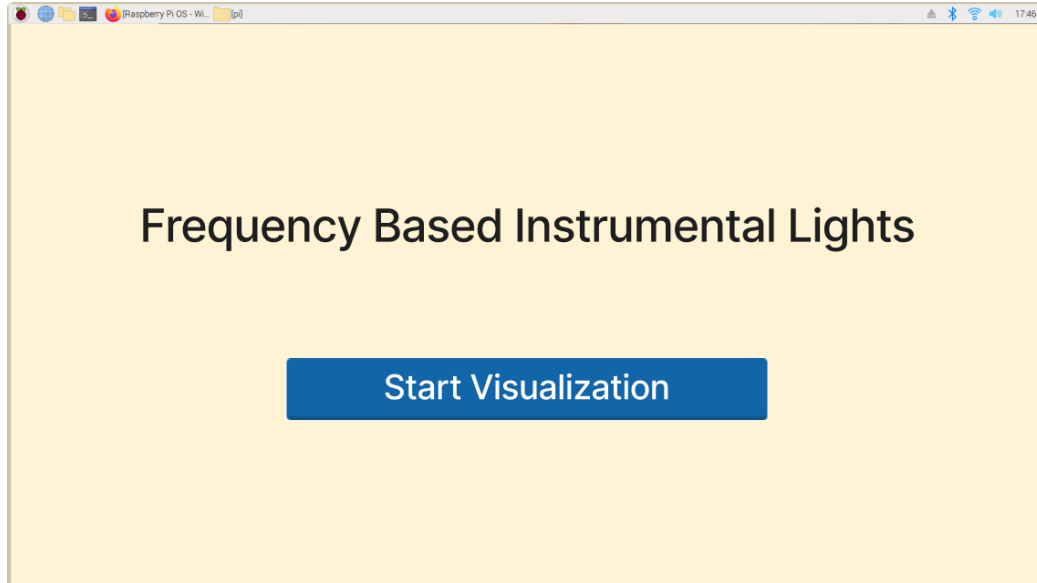 [Raspberry Pi OS - Wi... [pi] 17:46
Frequency Based Instrumental Lights
Start Visualization